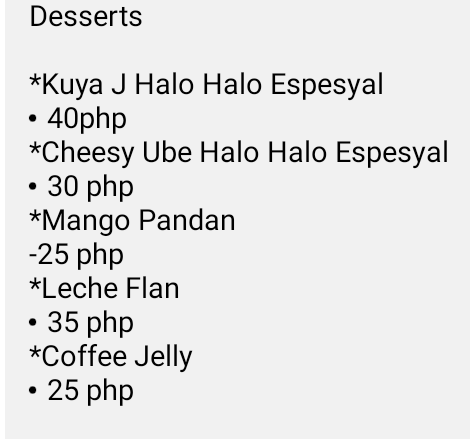 Desserts
*Kuya J Halo Halo Espesyal
• 40php
*Cheesy Ube Halo Halo Espesyal
• 30 php
*Mango Pandan
-25 php
*Leche Flan
• 35 php
*Coffee Jelly
• 25 php